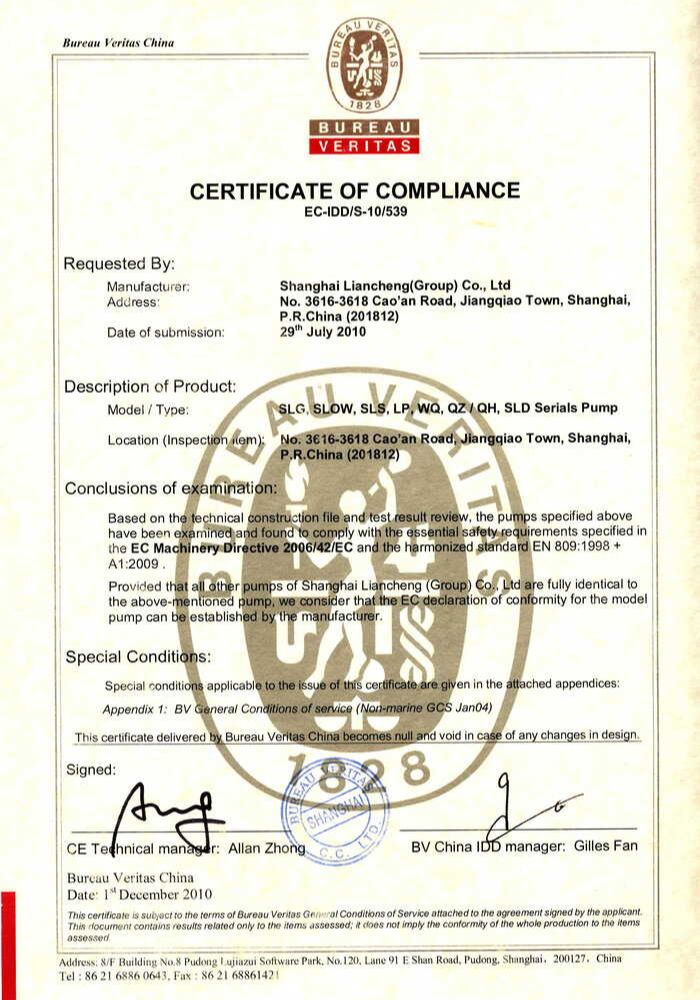 Bureau Veritas China
BUREAU VERITAS
1828
BUREAU
VERITAS
CERTIFICATE OF COMPLIANCE
EC-IDD/S-10/539
Requested By:
Manufacturer: Shanghai Liancheng(Group) Co., Ltd
Address: No. 3616-3618 Cao'an Road, Jiangqiao Town, Shanghai,
P.R.China (201812)
Date of submission: 29th July 2010
Description of Product:
Model / Type: SLG, SLOW, SLS, LP, WQ, QZ / QH, SLD Serials Pump
Location (Inspection item): No. 3616-3618 Cao'an Road, Jiangqiao Town, Shanghai,
P.R.China (201812)
Conclusions of examination:
Based on the technical construction file and test result review, the pumps specified above
have been examined and found to comply with the essential safety requirements specified in
the EC Machinery Directive 2006/42/EC and the harmonized standard EN 809:1998 +
A1:2009 .
Provided that all other pumps of Shanghai Liancheng (Group) Co., Ltd are fully identical to
the above-mentioned pump, we consider that the EC declaration of conformity for the model
pump can be established by the manufacturer.
Special Conditions:
Special conditions applicable to the issue of this certificate are given in the attached appendices:
Appendix 1: BV General Conditions of service (Non-marine GCS Jan04)
This certificate delivered by Bureau Veritas China becomes null and void in case of any changes in design.
BUREAU VERITAS
1828
Signed:
BUREAU VERITAS
SHANGHAI
C.C. LTD.
CE Technical manager: Allan Zhong
BV China IDD manager: Gilles Fan
Bureau Veritas China
Date: 1st December 2010
This certificate is subject to the terms of Bureau Veritas General Conditions of Service attached to the agreement signed by the applicant.
This document contains results related only to the items assessed; it does not imply the conformity of the whole production to the items
assessed.
Address: 8/F Building No.8 Pudong Lujiazui Software Park, No.120, Lane 91 E Shan Road, Pudong, Shanghai, 200127, China
Tel : 86 21 6886 0643, Fax : 86 21 68861421